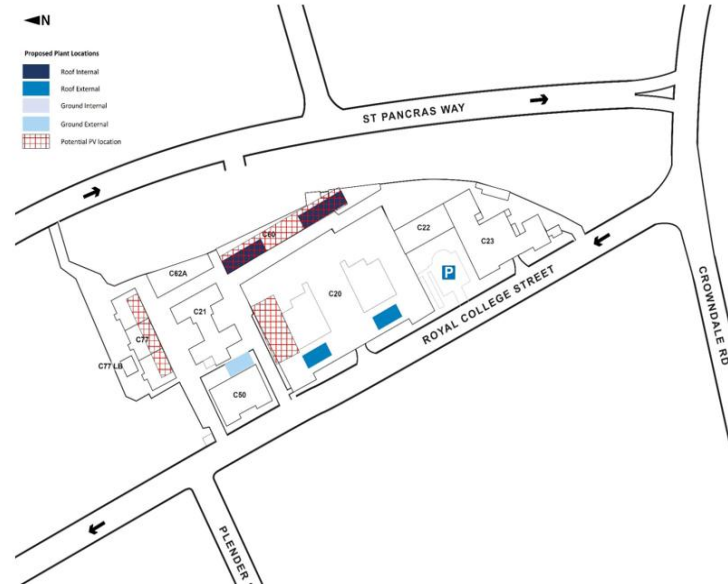 N
Proposed Plant Locations
Roof Internal
Roof External
Ground Internal
Ground External
Potential PV location
ST PANCRAS WAY
C60
C22
C23
C62A
P
C20
C21
ROYAL COLLEGE STREET
CROWNDALE RD
C77
C77 LB
C50
PLENDER